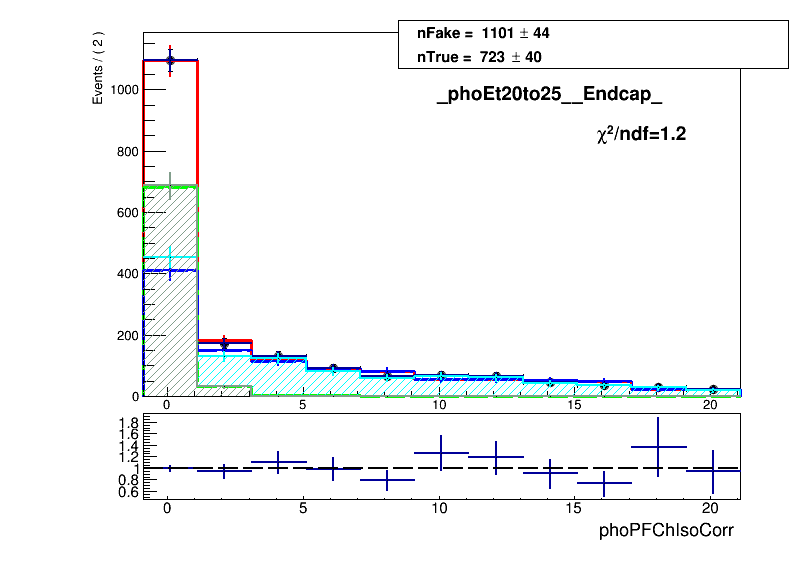 nFake = 1101 ± 44
nTrue = 723 ± 40
Events / ( 2 )
_phoEt20to25__Endcap_
χ²/ndf=1.2
1000
800
600
400
200
0
0 5 10 15 20
1.8
1.6
1.4
1.2
1
0.8
0.6
0 5 10 15 20
phoPFChIsoCorr